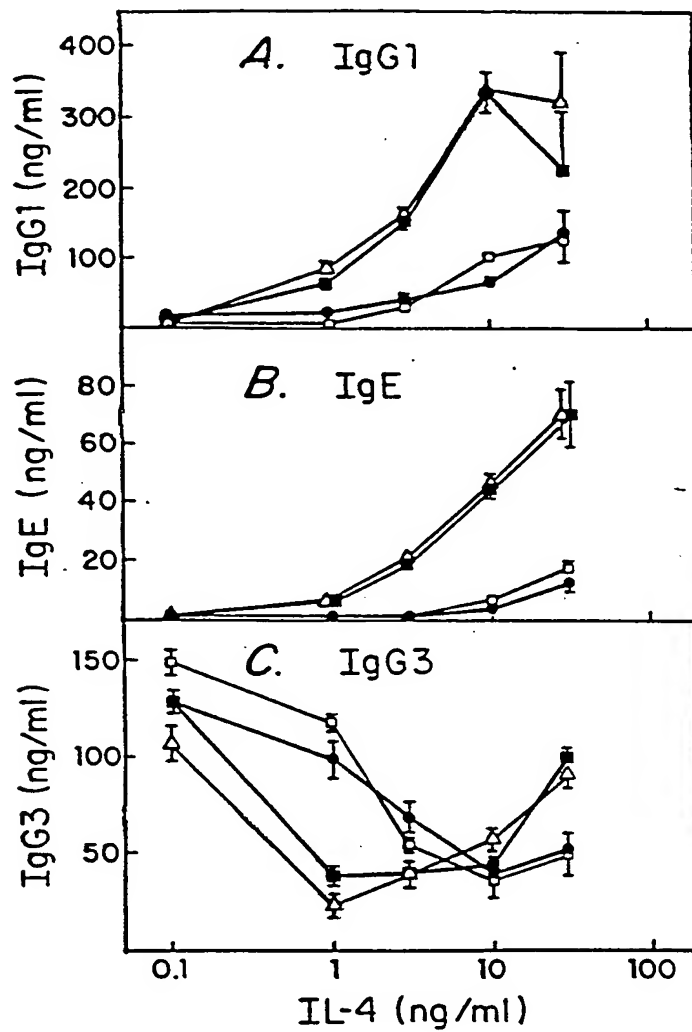 A. IgG1
400
300
200
100
IgG1 (ng/ml)
B. IgE
80
60
40
20
IgE (ng/ml)
C. IgG3
150
100
50
IgG3 (ng/ml)
0.1 1 10 100
IL-4 (ng/ml)